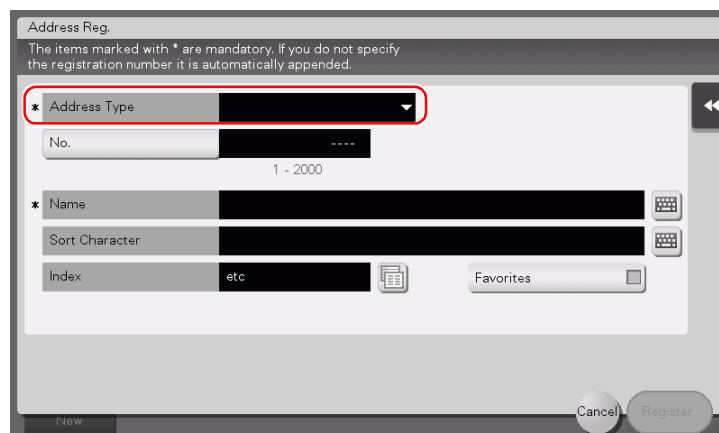 Address Reg.
The items marked with * are mandatory. If you do not specify
the registration number it is automatically appended.
* Address Type
No. ----
1 - 2000
* Name
Sort Character
Index etc Favorites
Cancel Register
New